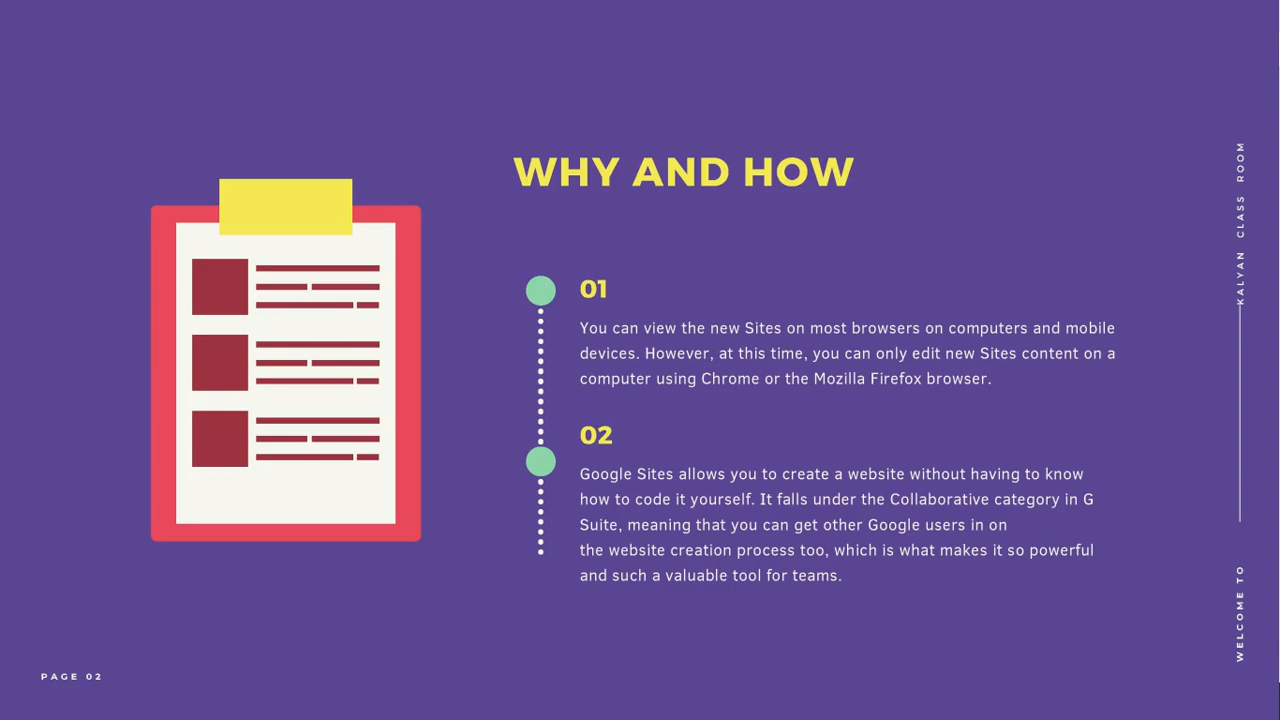 WHY AND HOW
01
You can view the new Sites on most browsers on computers and mobile
devices. However, at this time, you can only edit new Sites content on a
computer using Chrome or the Mozilla Firefox browser.
02
Google Sites allows you to create a website without having to know
how to code it yourself. It falls under the Collaborative category in G
Suite, meaning that you can get other Google users in on
the website creation process too, which is what makes it so powerful
and such a valuable tool for teams.
PAGE 02
WELCOME TO
KALYAN CLASS ROOM